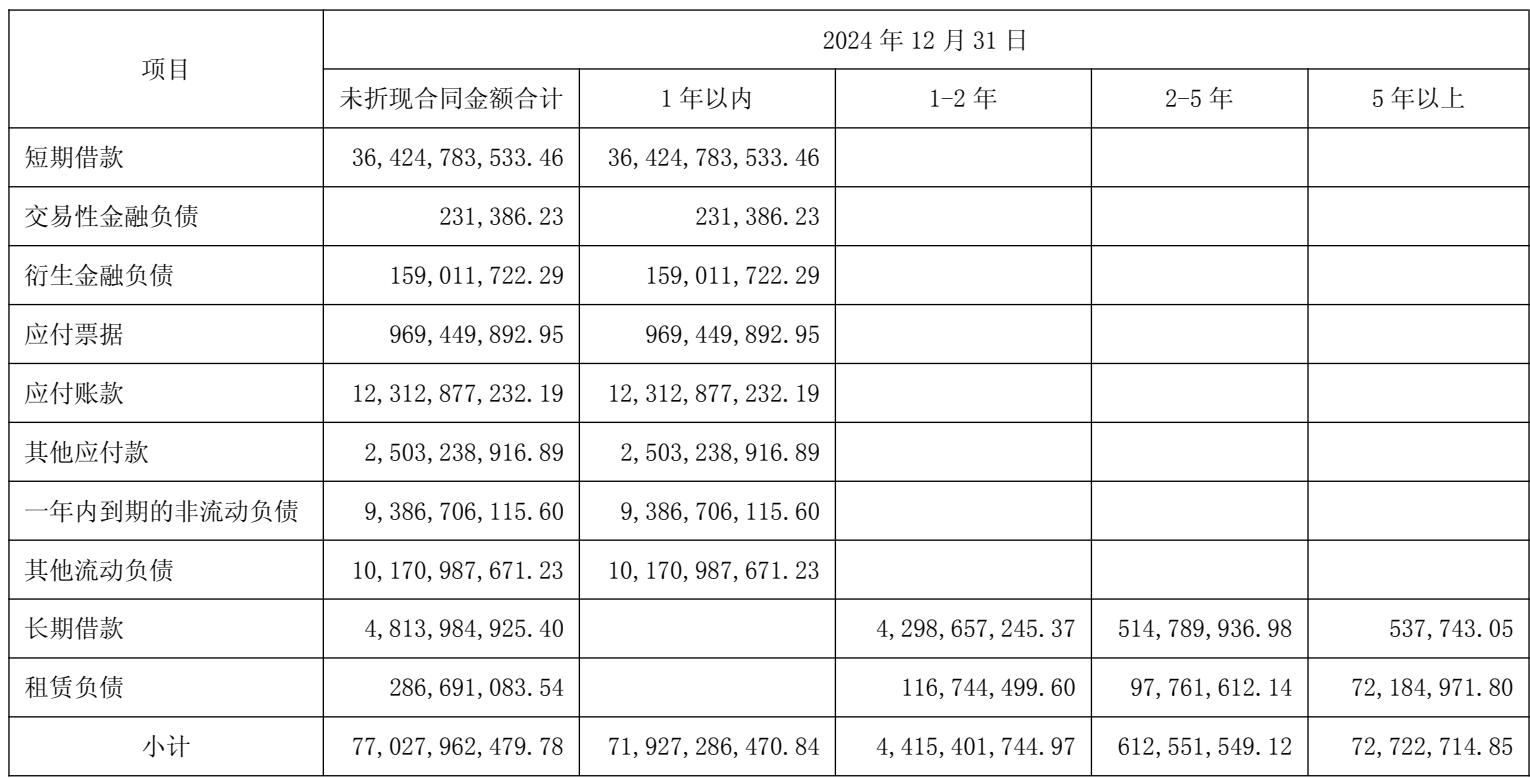 项目 2024 年 12 月 31 日
未折现合同金额合计 1 年以内 1-2 年 2-5 年 5 年以上
短期借款 36,424,783,533.46 36,424,783,533.46
交易性金融负债 231,386.23 231,386.23
衍生金融负债 159,011,722.29 159,011,722.29
应付票据 969,449,892.95 969,449,892.95
应付账款 12,312,877,232.19 12,312,877,232.19
其他应付款 2,503,238,916.89 2,503,238,916.89
一年内到期的非流动负债 9,386,706,115.60 9,386,706,115.60
其他流动负债 10,170,987,671.23 10,170,987,671.23
长期借款 4,813,984,925.40 4,298,657,245.37 514,789,936.98 537,743.05
租赁负债 286,691,083.54 116,744,499.60 97,761,612.14 72,184,971.80
小计 77,027,962,479.78 71,927,286,470.84 4,415,401,744.97 612,551,549.12 72,722,714.85